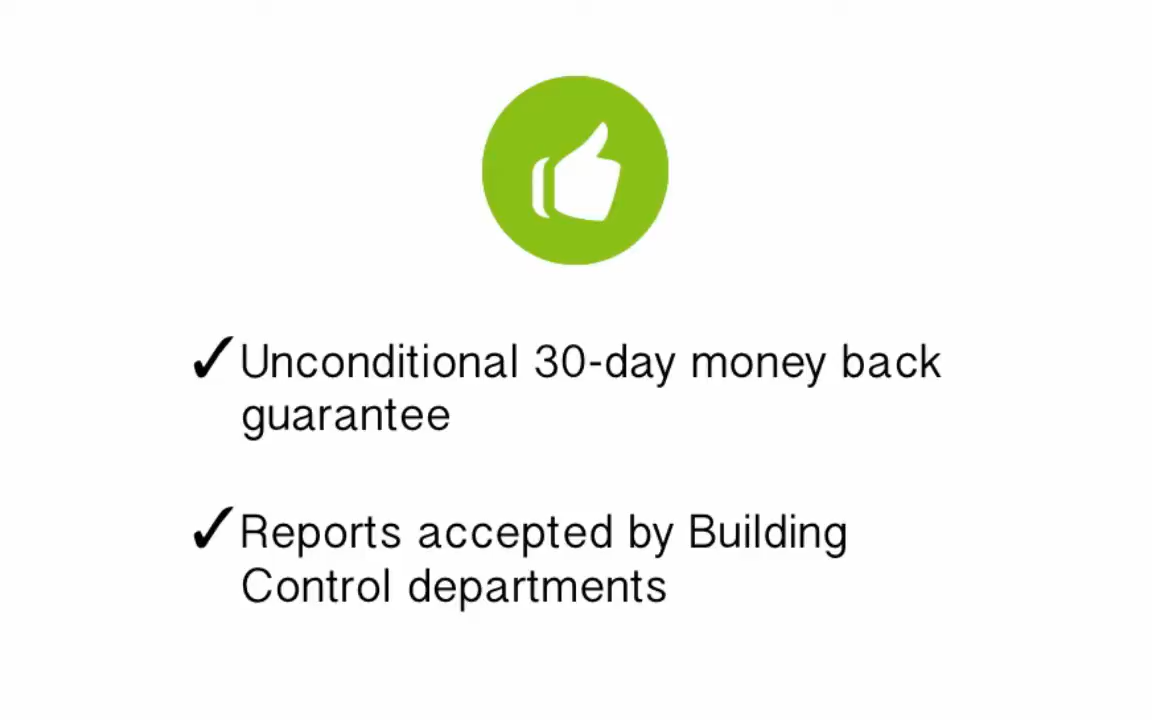 ✓Unconditional 30-day money back
guarantee
✓Reports accepted by Building
Control departments